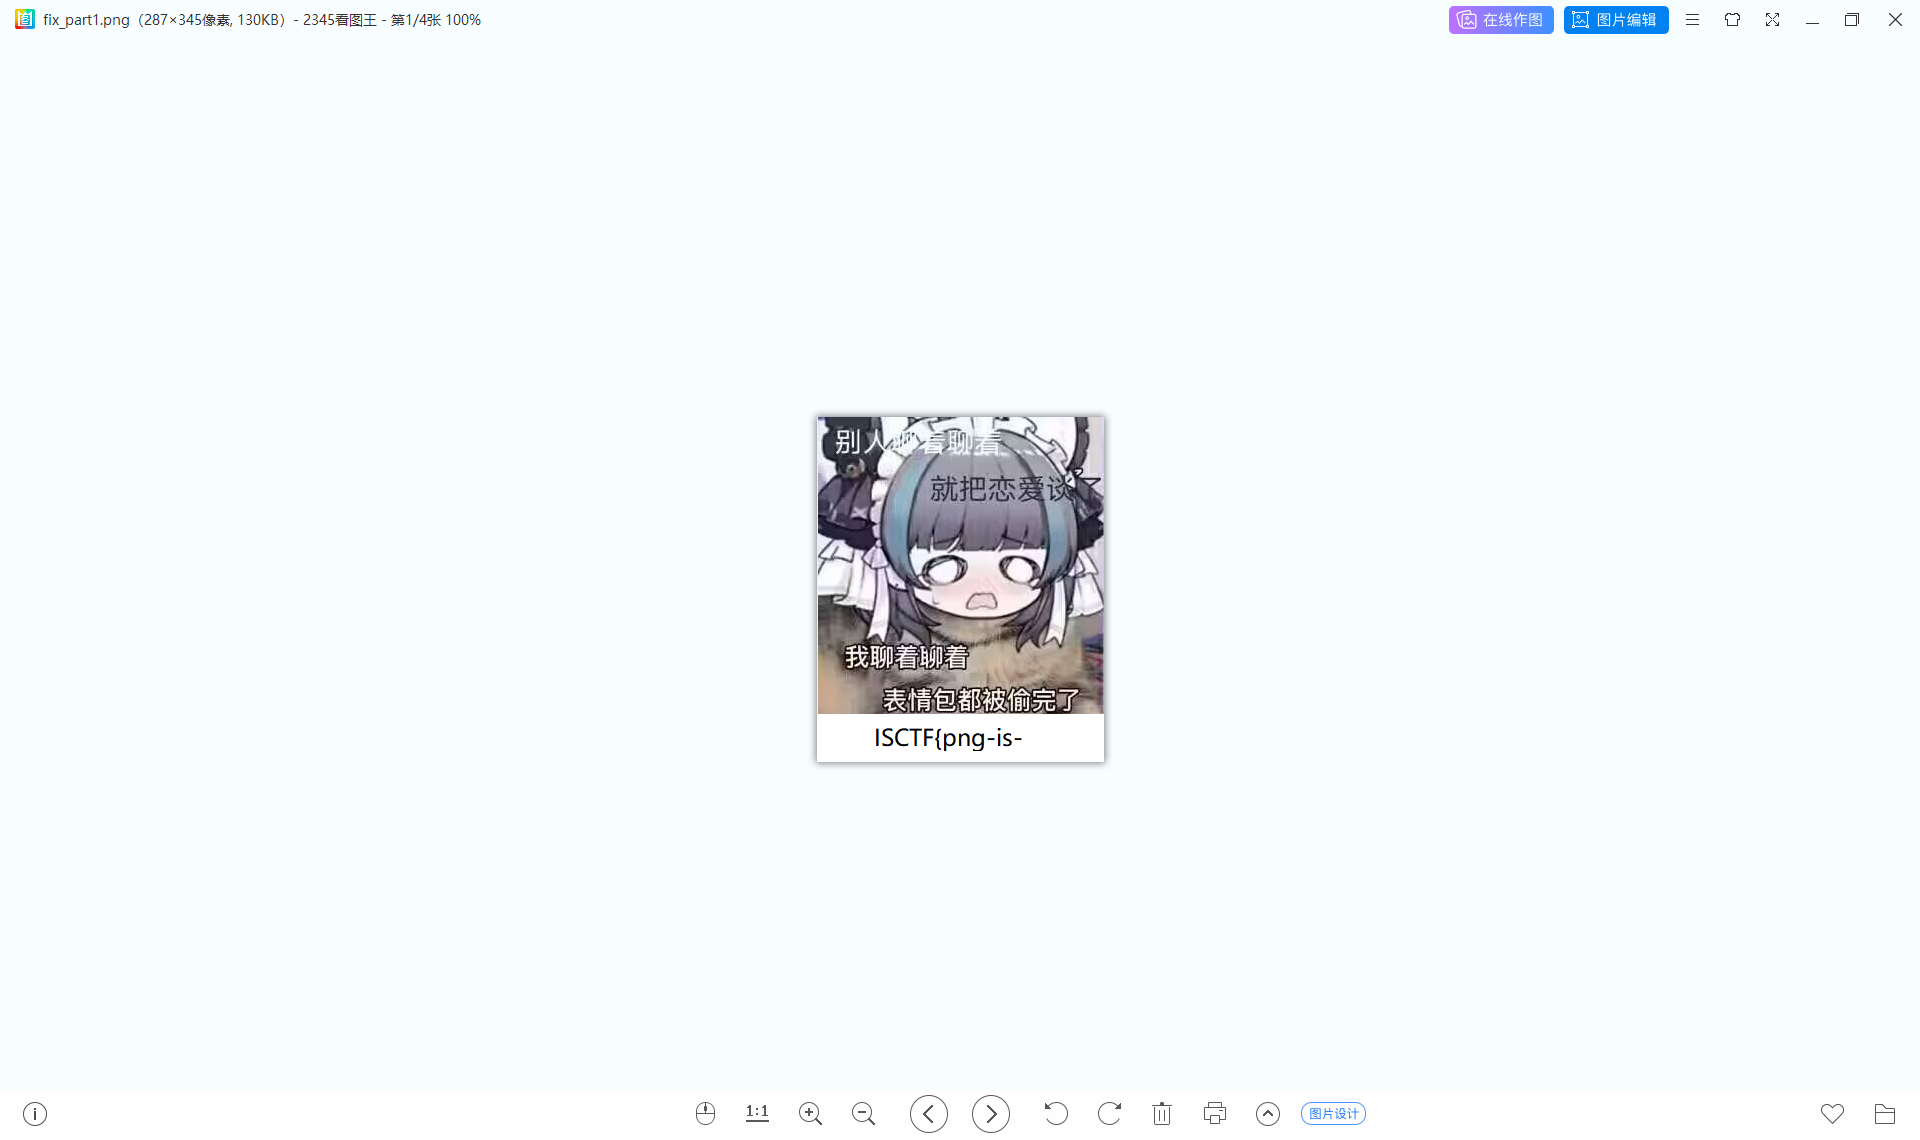 fix_part1.png（287×345像素, 130KB）- 2345看图王 - 第1/4张 100%
在线作图
图片编辑
别人聊着聊着
就把恋爱谈了
我聊着聊着
表情包都被偷完了
ISCTF{png-is-
1:1
图片设计